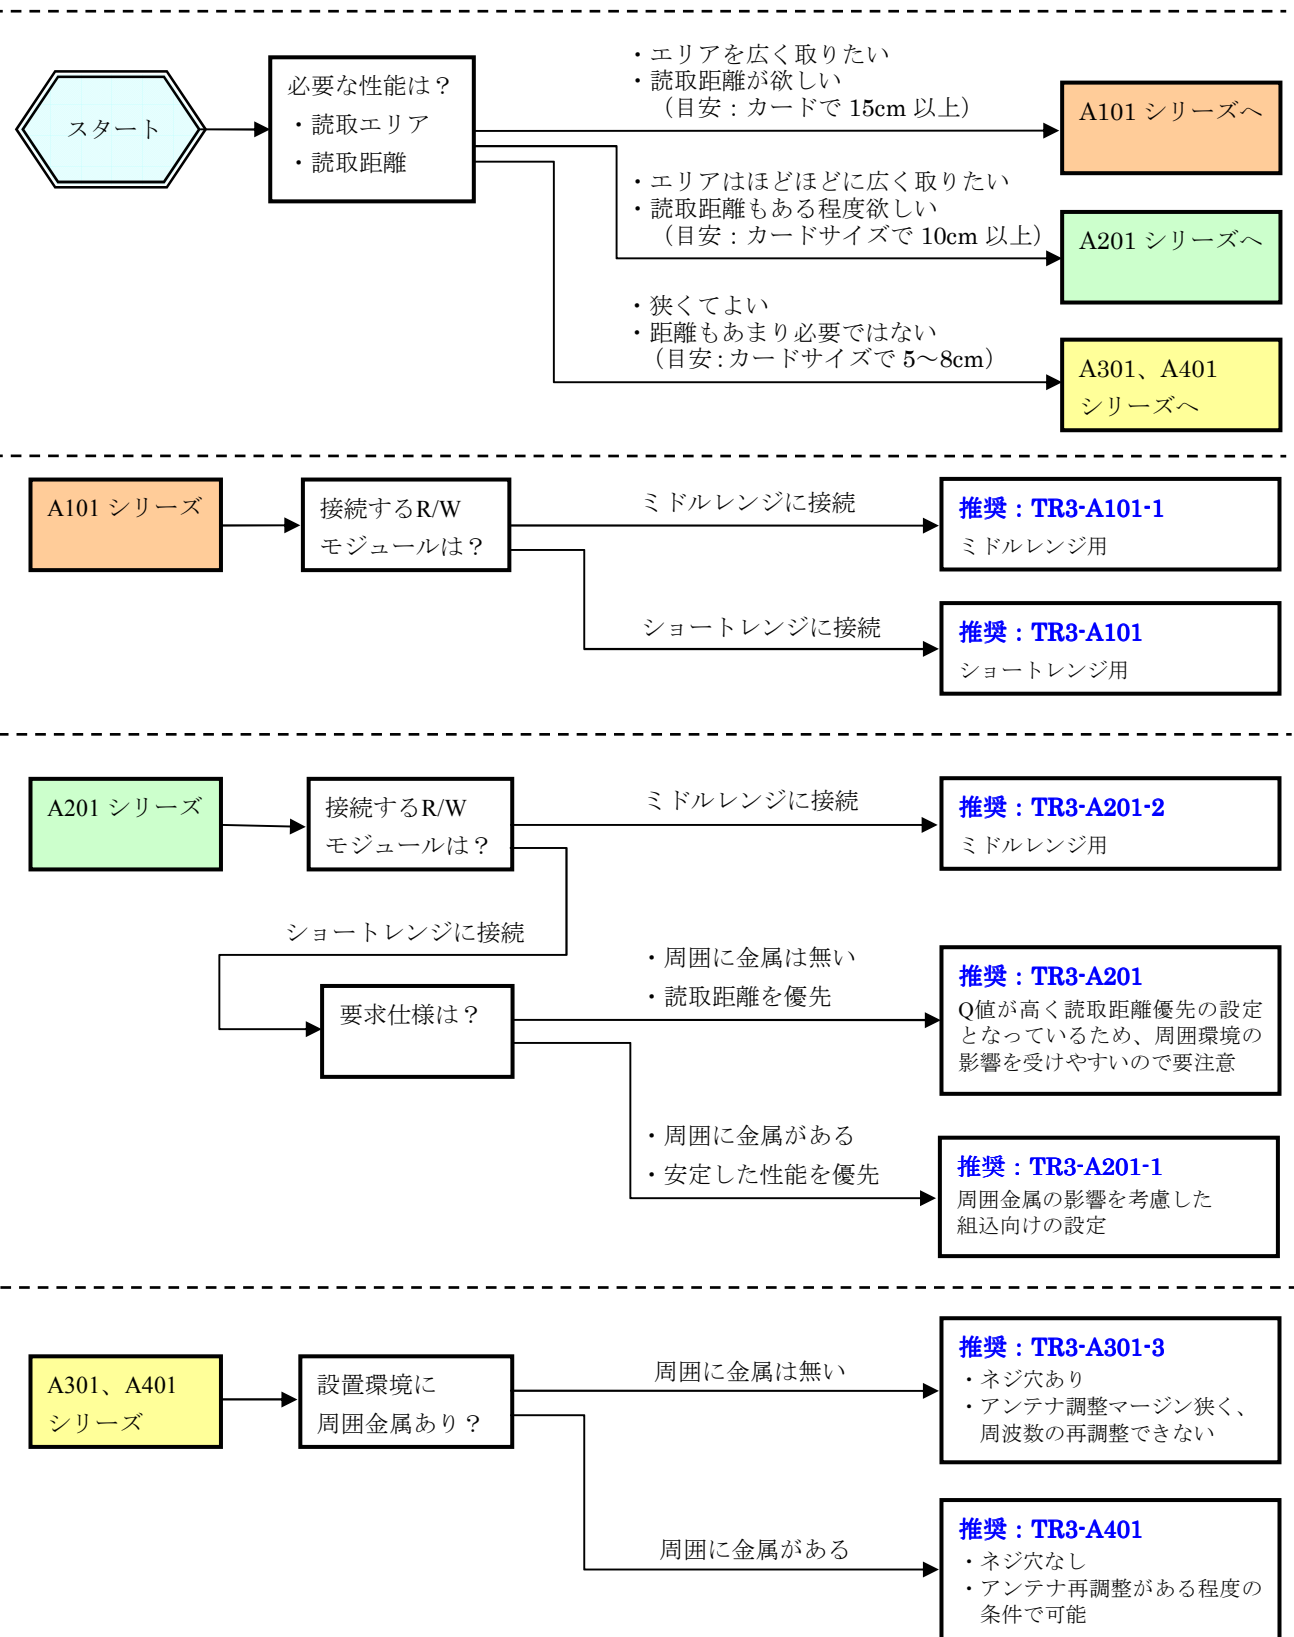 スタート
必要な性能は？
・読取エリア
・読取距離
・エリアを広く取りたい
・読取距離が欲しい
（目安：カードで 15cm 以上）
A101 シリーズへ
・エリアはほどほどに広く取りたい
・読取距離もある程度欲しい
（目安：カードサイズで 10cm 以上）
A201 シリーズへ
・狭くてよい
・距離もあまり必要ではない
（目安：カードサイズで 5～8cm）
A301、A401
シリーズへ
A101 シリーズ
接続するR/W
モジュールは？
ミドルレンジに接続
推奨：TR3-A101-1
ミドルレンジ用
ショートレンジに接続
推奨：TR3-A101
ショートレンジ用
A201 シリーズ
接続するR/W
モジュールは？
ミドルレンジに接続
推奨：TR3-A201-2
ミドルレンジ用
ショートレンジに接続
要求仕様は？
・周囲に金属は無い
・読取距離を優先
推奨：TR3-A201
Q値が高く読取距離優先の設定
となっているため、周囲環境の
影響を受けやすいので要注意
・周囲に金属がある
・安定した性能を優先
推奨：TR3-A201-1
周囲金属の影響を考慮した
組込向けの設定
A301、A401
シリーズ
設置環境に
周囲金属あり？
周囲に金属は無い
推奨：TR3-A301-3
・ネジ穴あり
・アンテナ調整マージン狭く、
周波数の再調整できない
周囲に金属がある
推奨：TR3-A401
・ネジ穴なし
・アンテナ再調整がある程度の
条件で可能